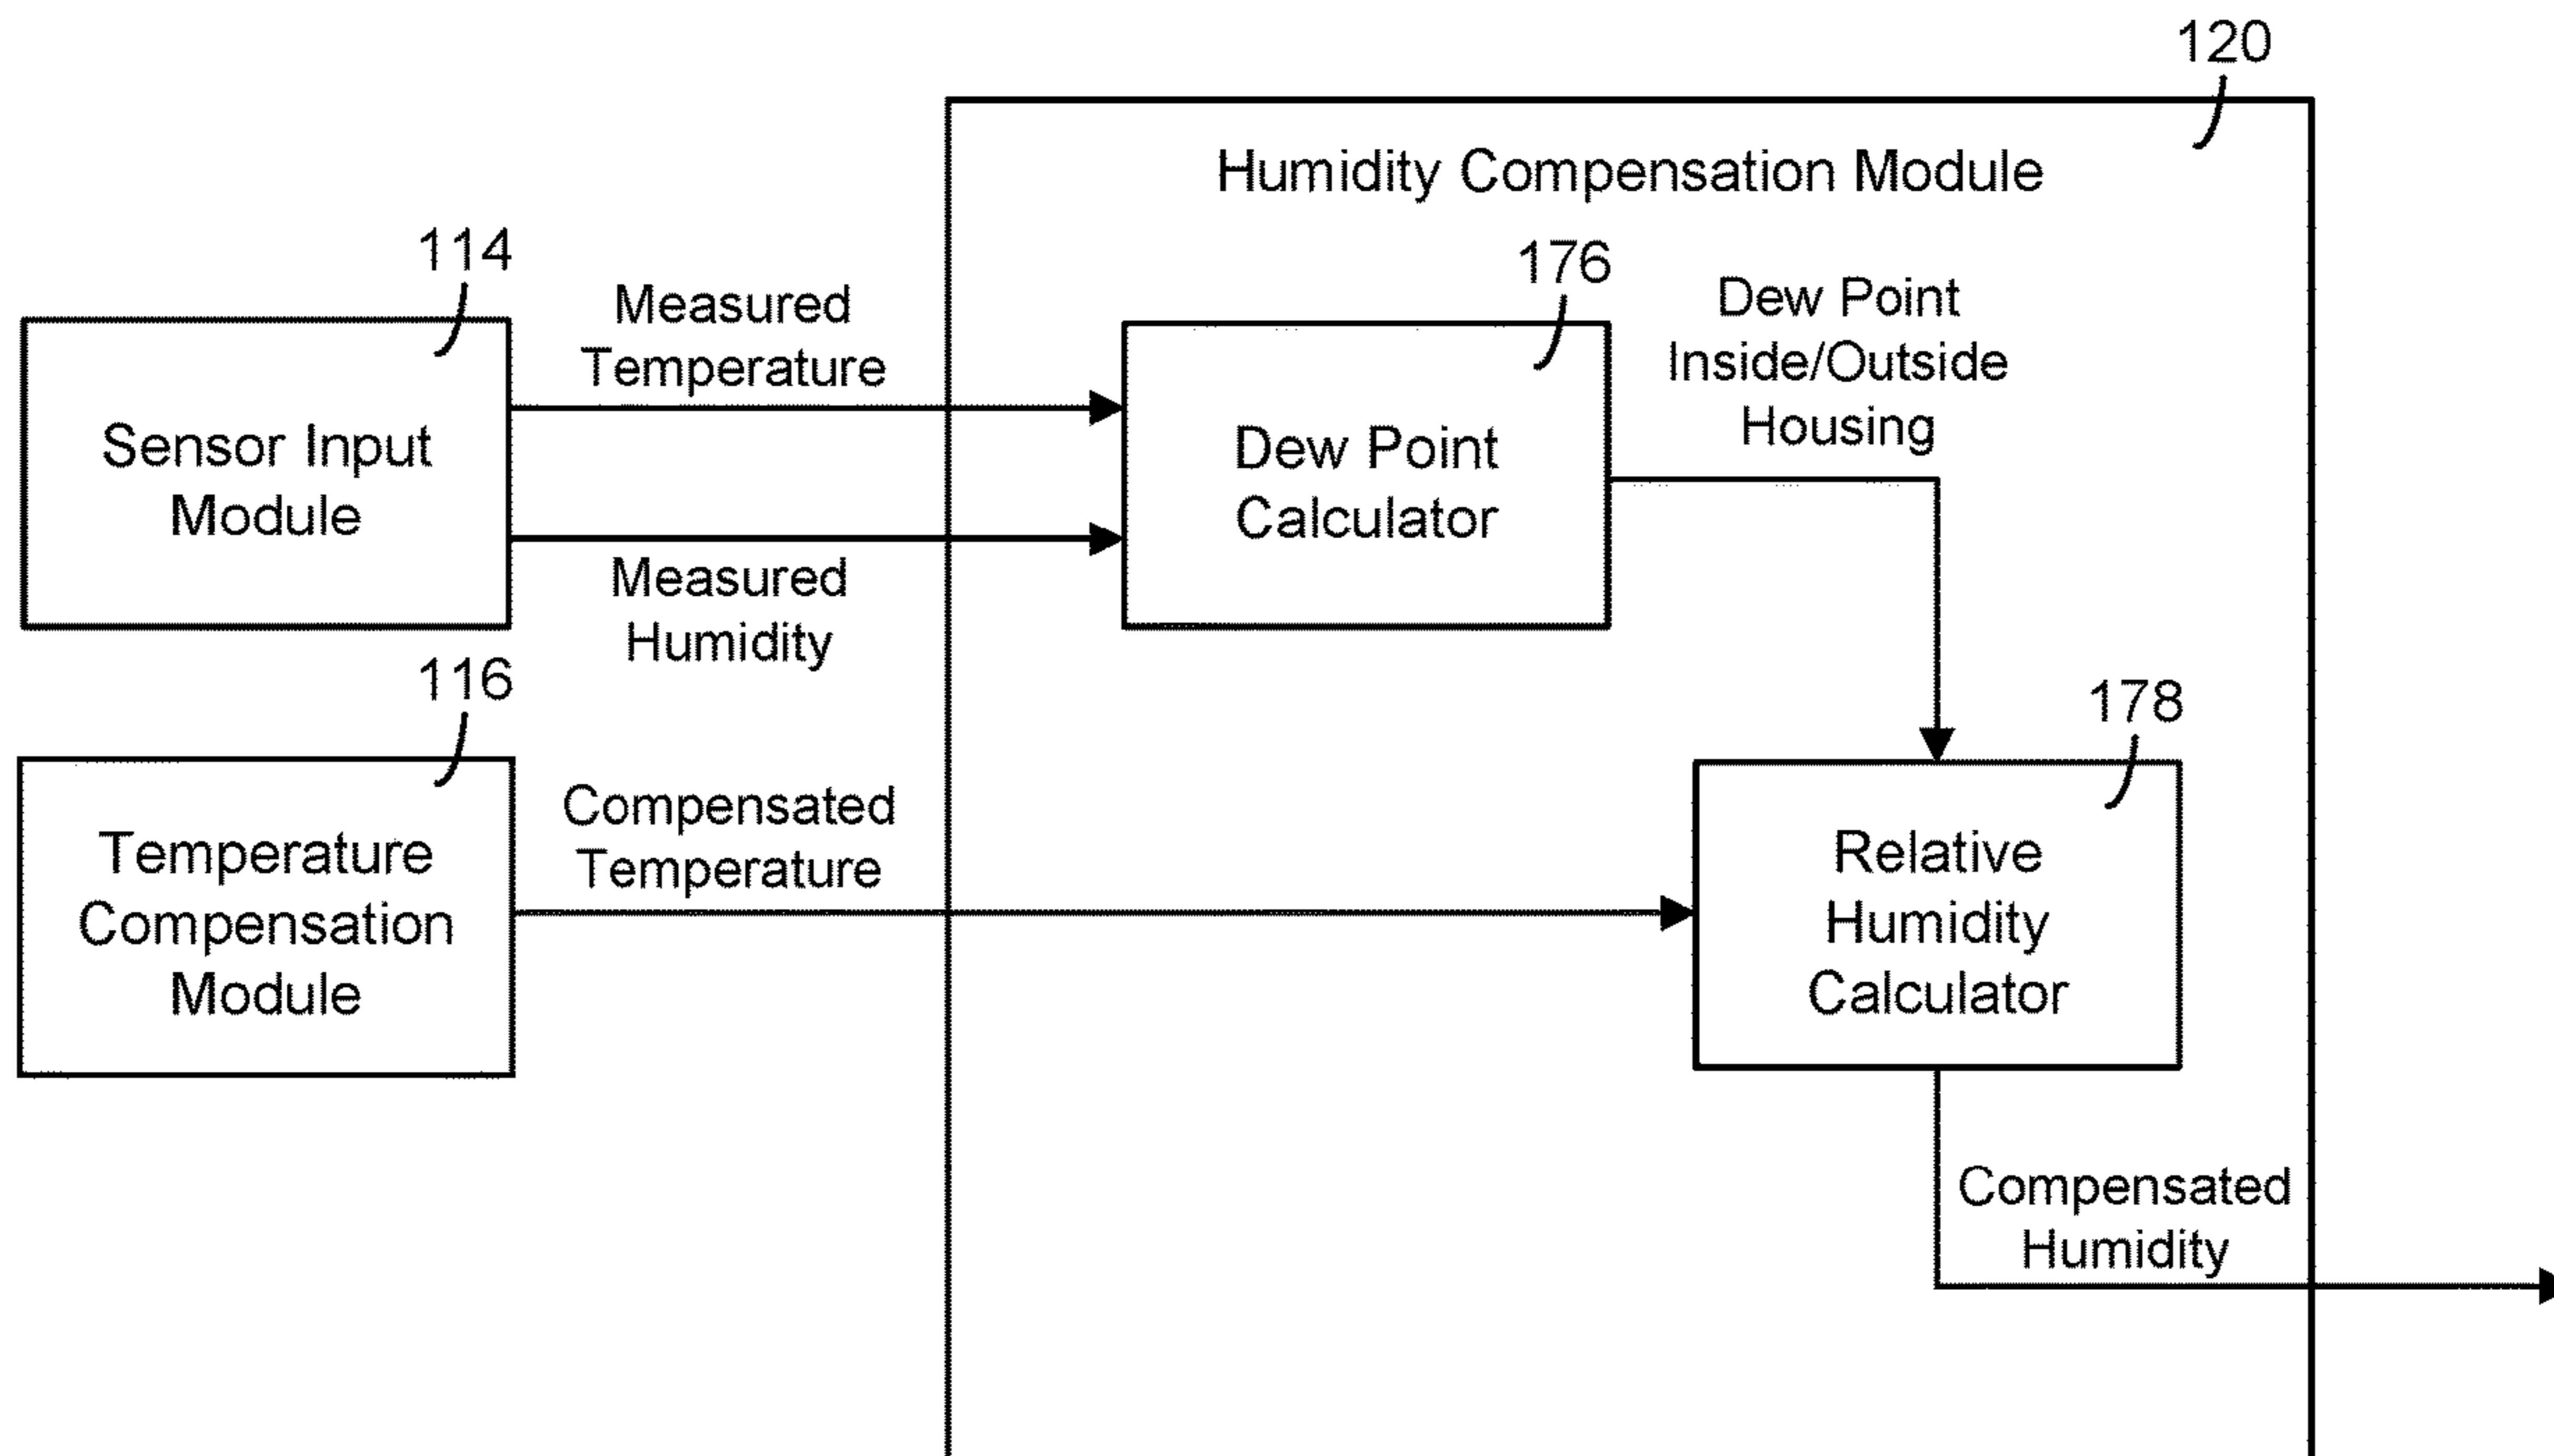 120
Humidity Compensation Module
114
Sensor Input
Module
Measured
Temperature
Measured
Humidity
176
Dew Point
Calculator
Dew Point
Inside/Outside
Housing
116
Temperature
Compensation
Module
Compensated
Temperature
178
Relative
Humidity
Calculator
Compensated
Humidity